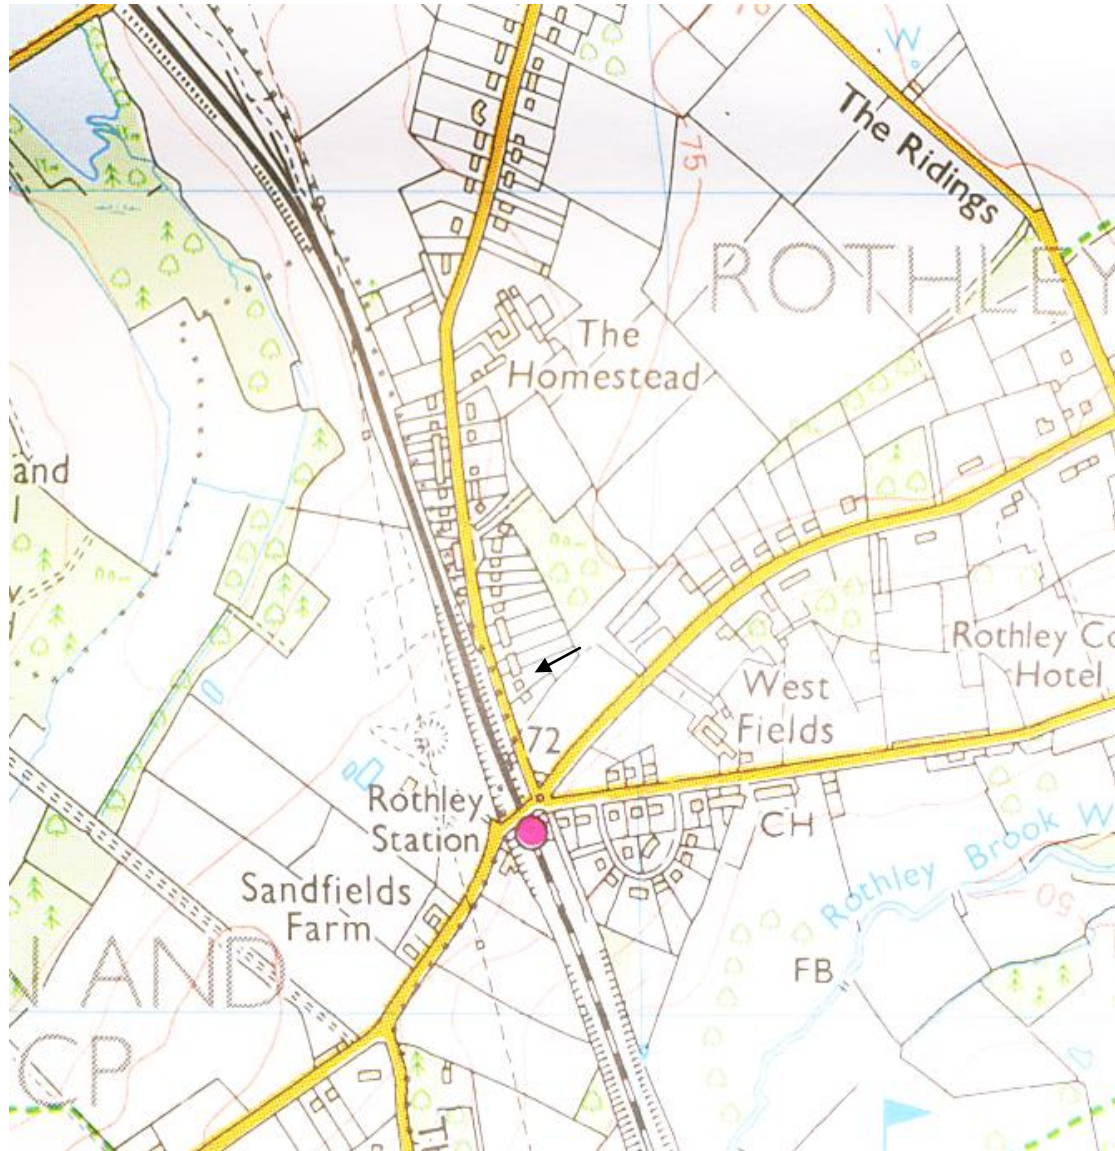 70
W
The Ridings
75
ROTHLEY
The
Homestead
and
Rothley Co
Hotel
West
Fields
72
Rothley
Station
CH
Rothley Brook W
50
Sandfields
Farm
FB
AND
CP